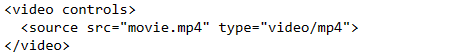 <video controls>
  <source src="movie.mp4" type="video/mp4">
</video>